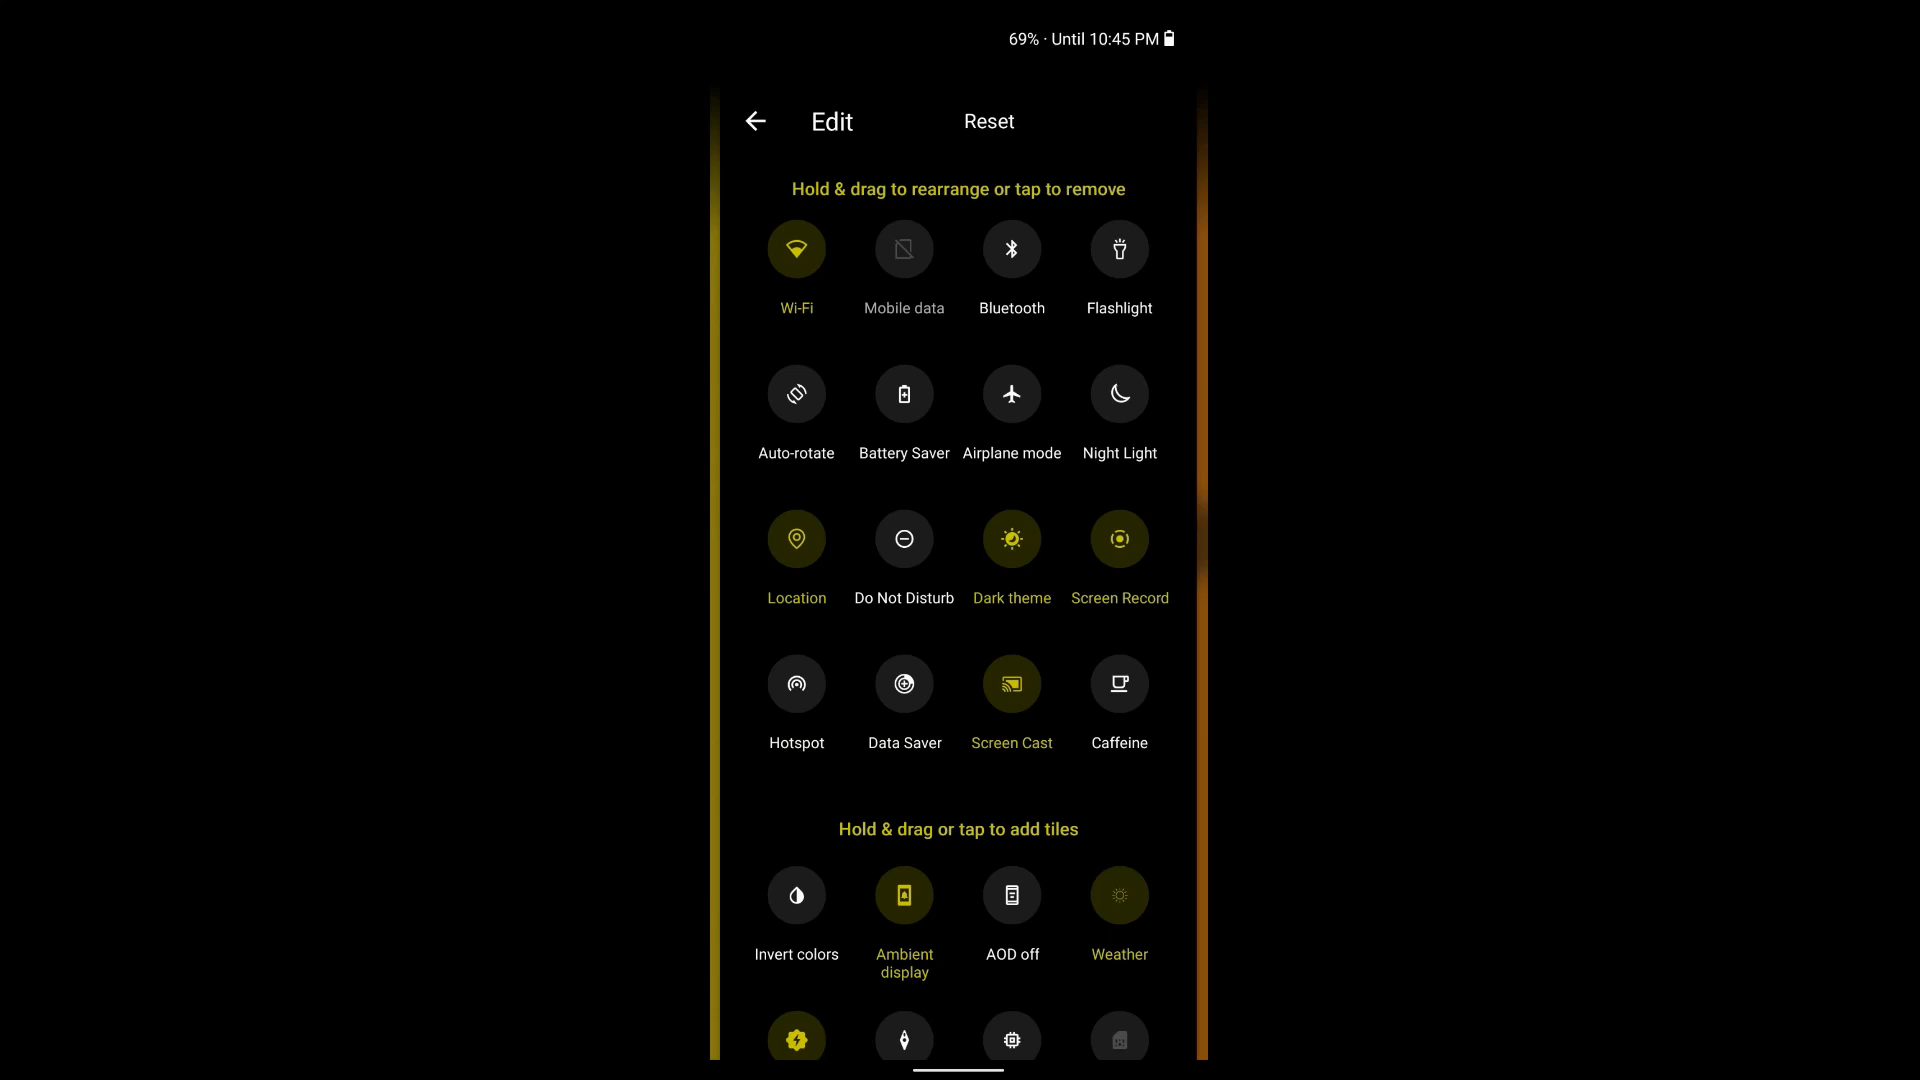 69% · Until 10:45 PM
Edit Reset
Hold & drag to rearrange or tap to remove
Wi-Fi Mobile data Bluetooth Flashlight
Auto-rotate Battery Saver Airplane mode Night Light
Location Do Not Disturb Dark theme Screen Record
Hotspot Data Saver Screen Cast Caffeine
Hold & drag or tap to add tiles
Invert colors Ambient display AOD off Weather